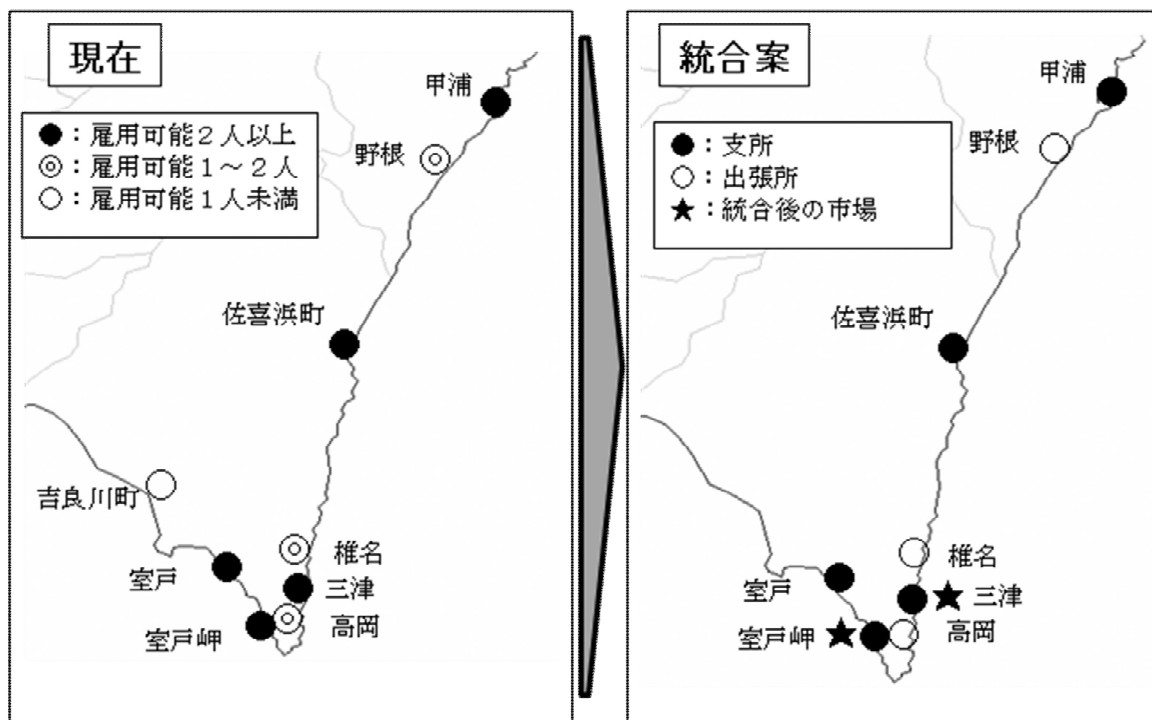 現在
甲浦
●：雇用可能２人以上
◎：雇用可能１～２人
○：雇用可能１人未満
野根
佐喜浜町
吉良川町
椎名
室戸
三津
高岡
室戸岬
統合案
甲浦
●：支所
○：出張所
★：統合後の市場
野根
佐喜浜町
椎名
室戸
三津
高岡
室戸岬